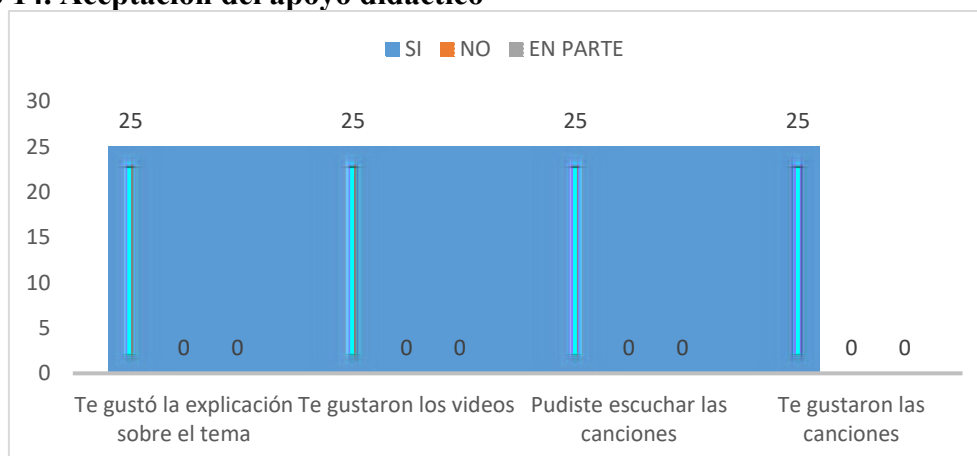 14. Aceptación del apoyo didáctico
SI NO EN PARTE
30
25
20
15
10
5
0
25 0 0 25 0 0 25 0 0 25 0 0
Te gustó la explicación sobre el tema
Te gustaron los videos
Pudiste escuchar las canciones
Te gustaron las canciones